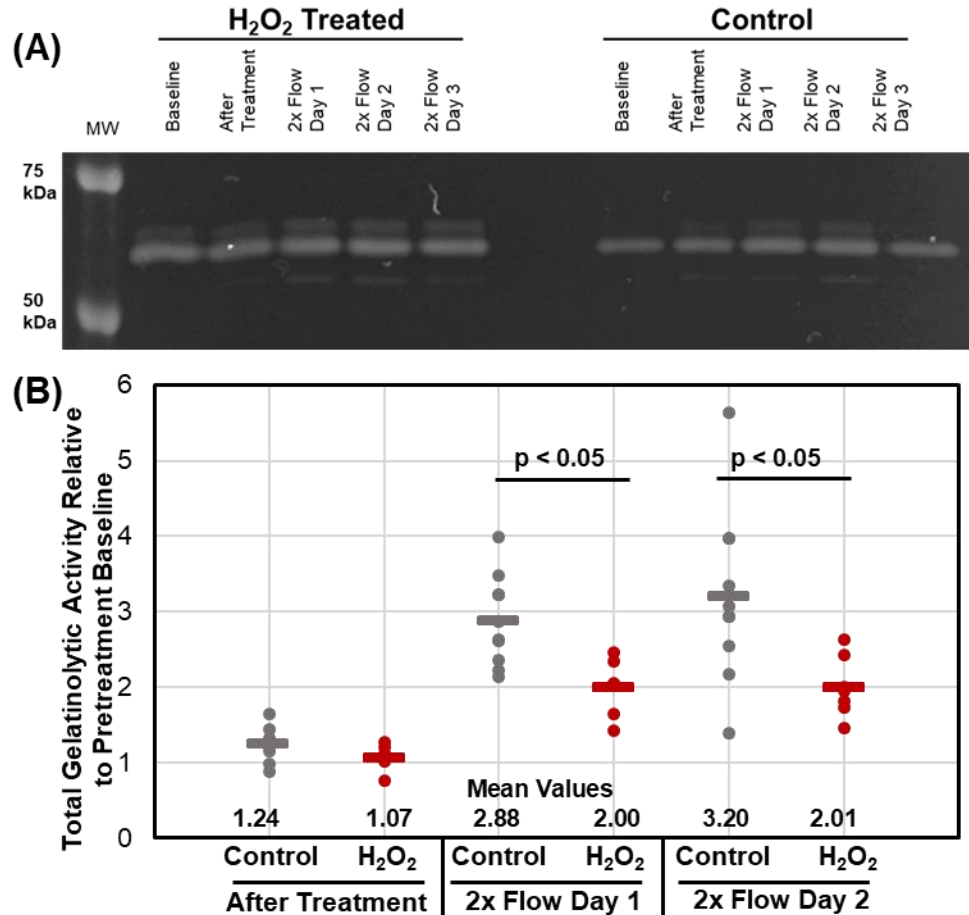 (A)
H₂O₂ Treated
Control
MW
Baseline
After
Treatment
2x Flow
Day 1
2x Flow
Day 2
2x Flow
Day 3
Baseline
After
Treatment
2x Flow
Day 1
2x Flow
Day 2
2x Flow
Day 3
75
kDa
50
kDa
(B)
Total Gelatinolytic Activity Relative
to Pretreatment Baseline
6
5
4
3
2
1
0
p < 0.05
p < 0.05
Mean Values
1.24 1.07 2.88 2.00 3.20 2.01
Control H₂O₂ Control H₂O₂ Control H₂O₂
After Treatment 2x Flow Day 1 2x Flow Day 2